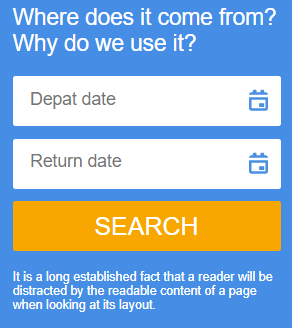 Where does it come from?
Why do we use it?
Depat date
Return date
SEARCH
It is a long established fact that a reader will be
distracted by the readable content of a page
when looking at its layout.